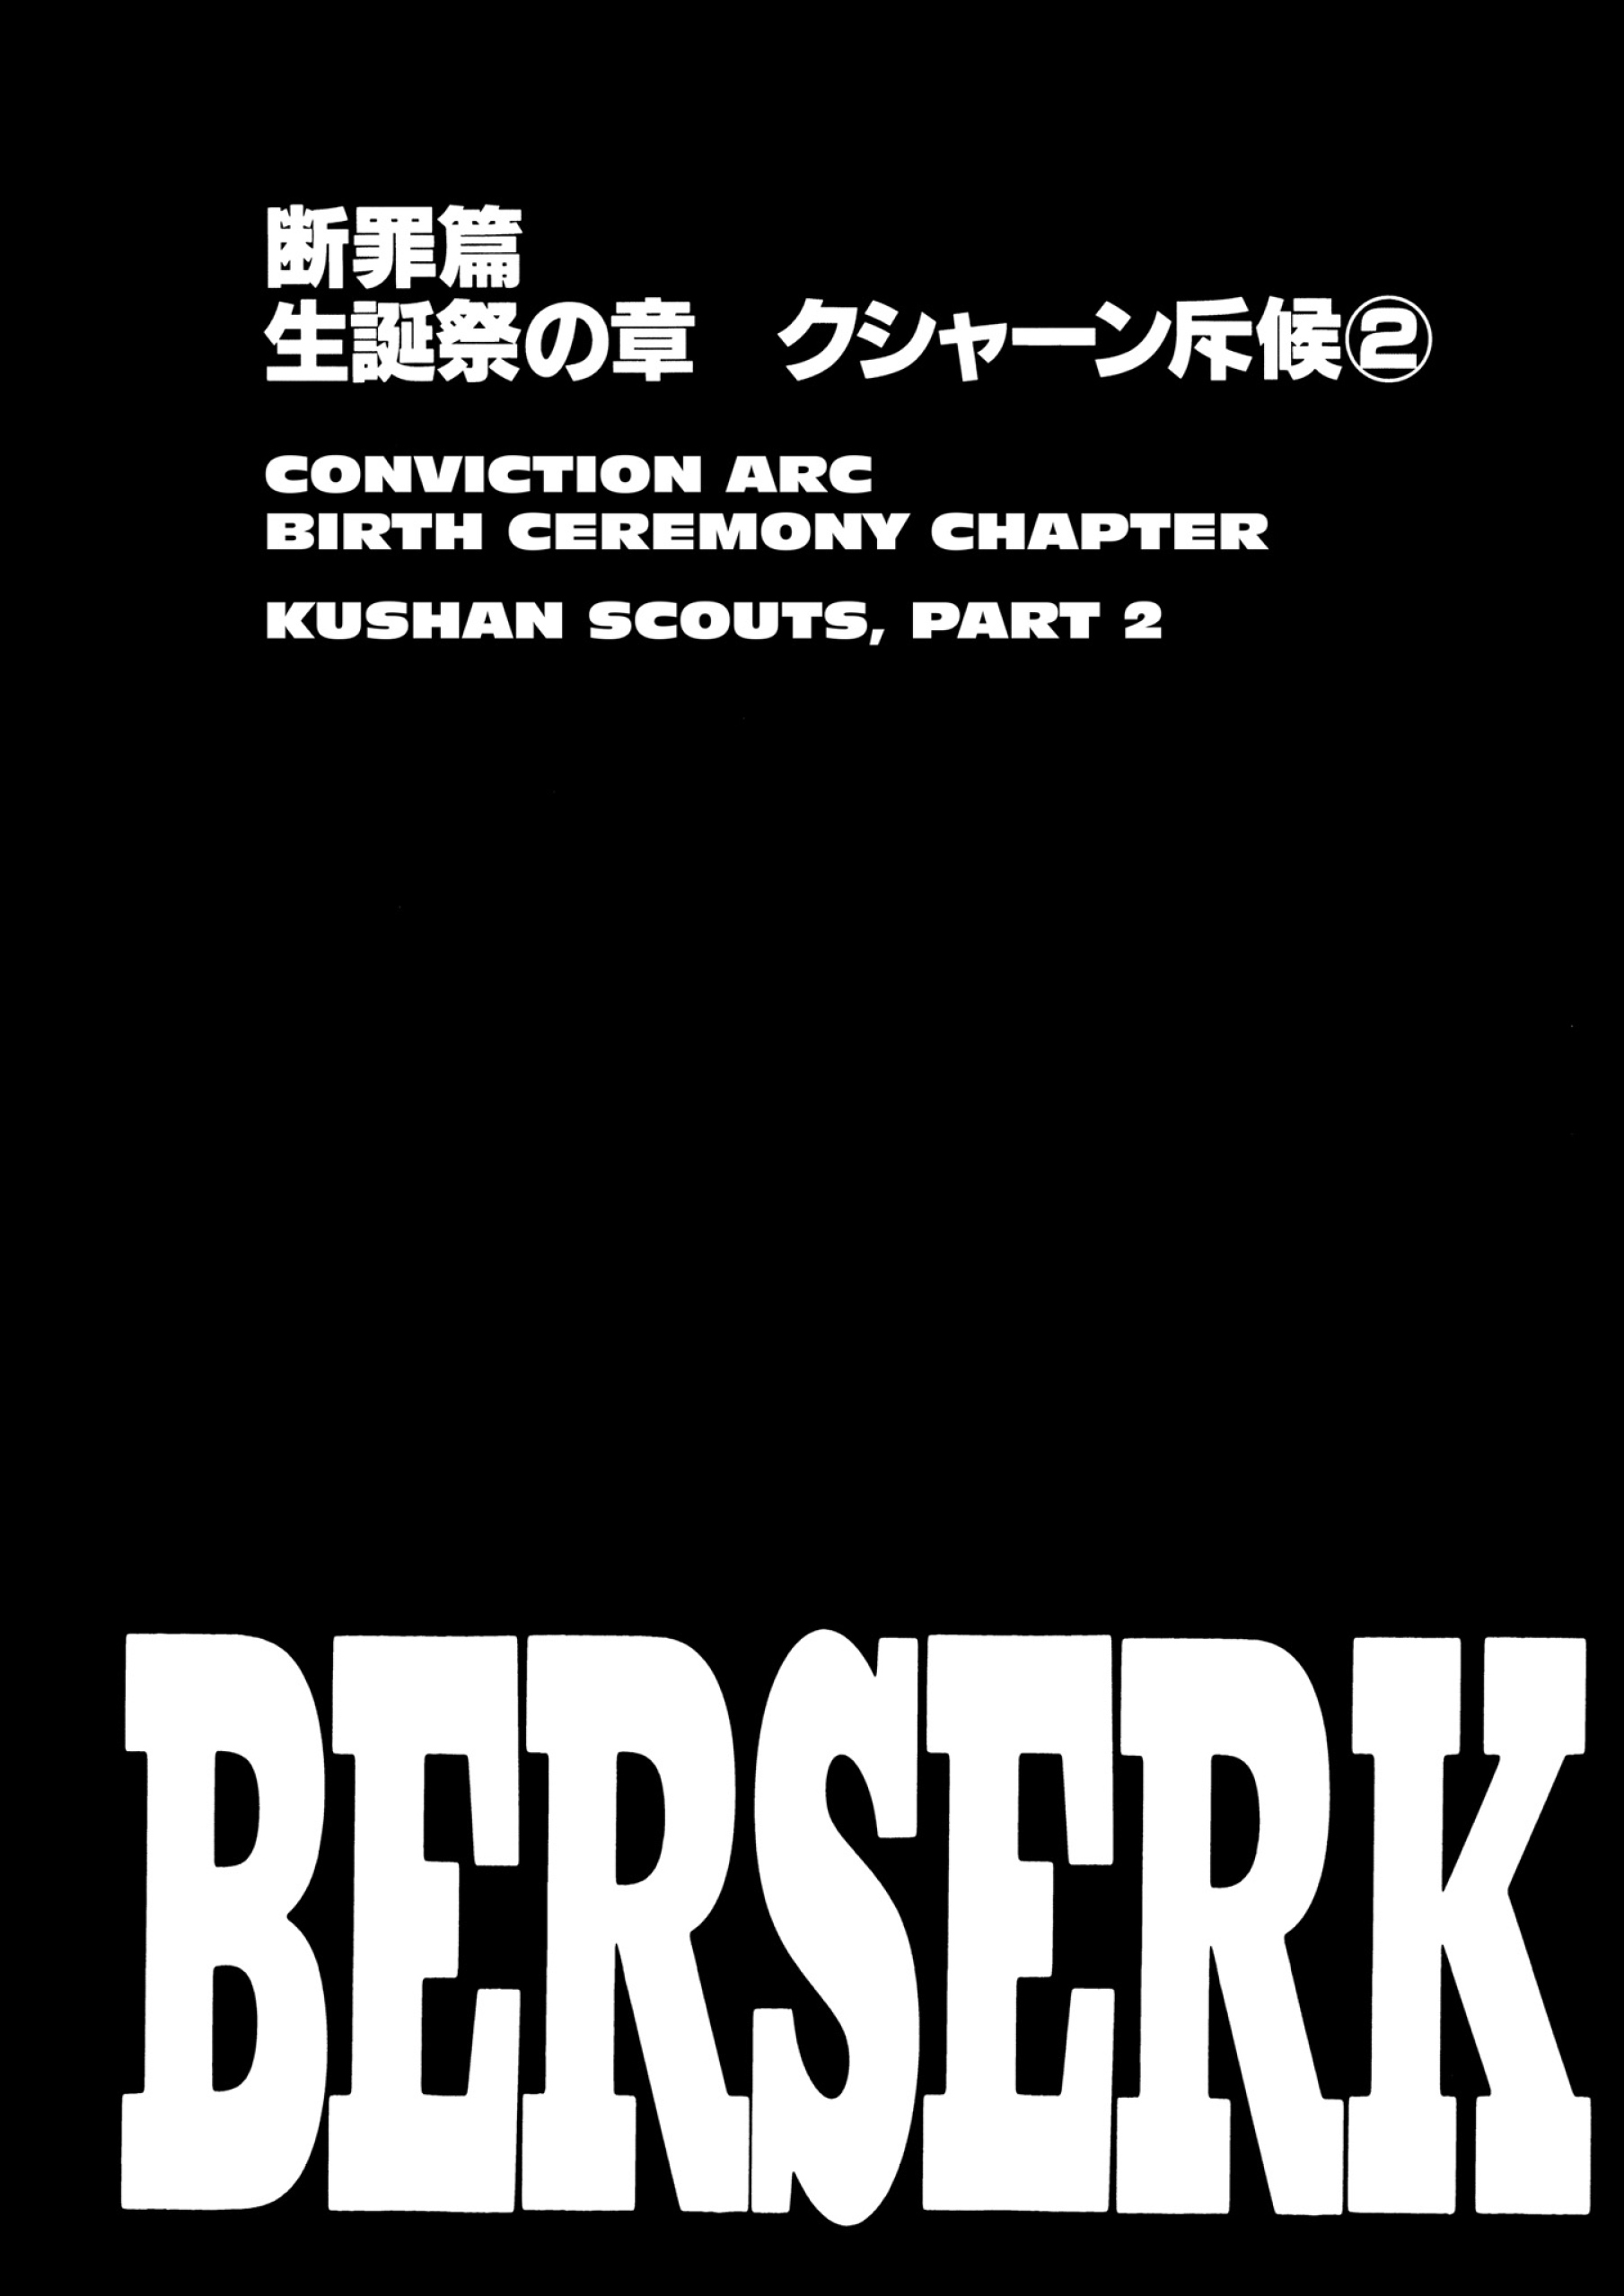 断罪篇
生誕祭の章　クシャーン斥候②
CONVICTION ARC
BIRTH CEREMONY CHAPTER
KUSHAN SCOUTS, PART 2
BERSERK